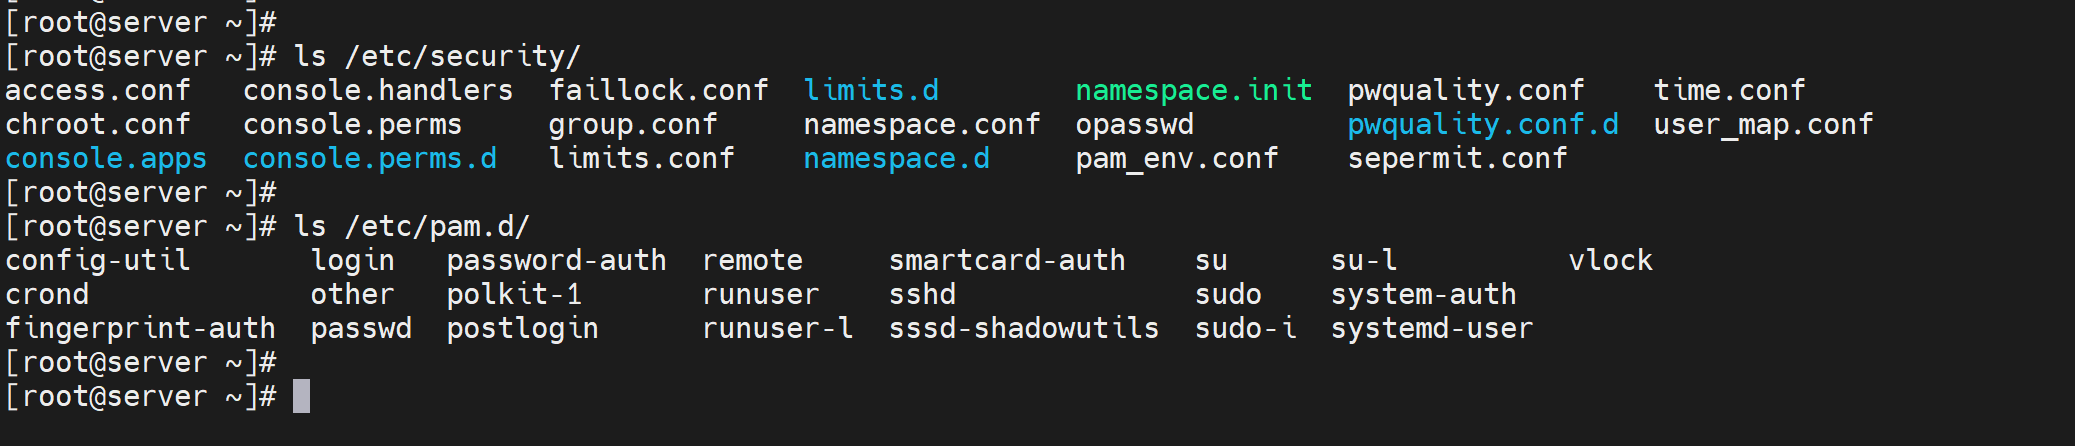 [root@server ~]#
[root@server ~]# ls /etc/security/
access.conf   console.handlers  faillock.conf  limits.d        namespace.init  pwquality.conf    time.conf
chroot.conf   console.perms     group.conf     namespace.conf  opasswd         pwquality.conf.d  user_map.conf
console.apps  console.perms.d   limits.conf    namespace.d     pam_env.conf    sepermit.conf
[root@server ~]#
[root@server ~]# ls /etc/pam.d/
config-util       login   password-auth  remote     smartcard-auth    su      su-l          vlock
crond             other   polkit-1       runuser    sshd              sudo    system-auth
fingerprint-auth  passwd  postlogin      runuser-l  sssd-shadowutils  sudo-i  systemd-user
[root@server ~]#
[root@server ~]#